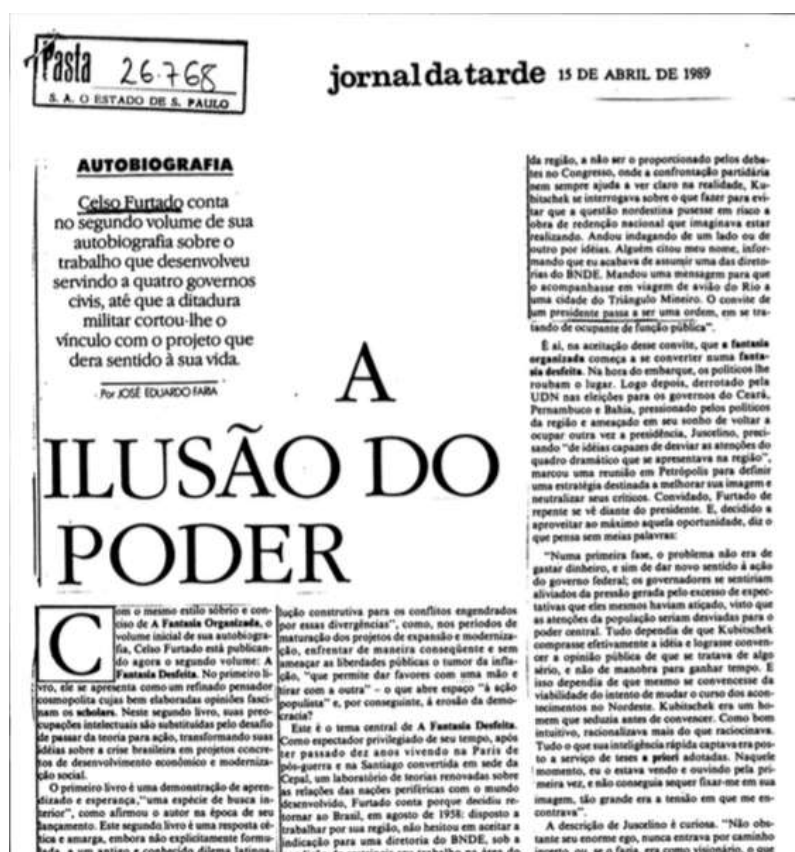 Pasta 26.768
S. A. O ESTADO DE S. PAULO
jornal da tarde 15 DE ABRIL DE 1989
AUTOBIOGRAFIA
Celso Furtado conta
no segundo volume de sua
autobiografia sobre o
trabalho que desenvolveu
servindo a quatro governos
civis, até que a ditadura
militar cortou-lhe o
vínculo com o projeto que
dera sentido à sua vida.
Por JOSÉ EDUARDO FARIA
A
ILUSÃO DO
PODER
Com o mesmo estilo sóbrio e con-
ciso de A Fantasia Organizada, o
volume inicial de sua autobiogra-
fia, Celso Furtado está publican-
do agora o segundo volume: A
Fantasia Desfeita. No primeiro li-
vro, ele se apresenta como um refinado pensador
cosmopolita cujas bem elaboradas opiniões fasci-
nam os scholars. Neste segundo livro, suas preo-
cupações intelectuais são substituídas pelo desafio
de passar da teoria para ação, transformando suas
idéias sobre a crise brasileira em projetos concre-
tos de desenvolvimento econômico e moderniza-
ção social.
O primeiro livro é uma demonstração de apren-
dizado e esperança, "uma espécie de busca in-
terior", como afirmou o autor na época de seu
lançamento. Este segundo livro é uma resposta cé-
tica e amarga, embora não explicitamente formu-
lada, a um antigo e conhecido dilema latino-
lução construtiva para os conflitos engendrados
por essas divergências", como, nos períodos de
maturação dos projetos de expansão e moderniza-
ção, enfrentar de maneira conseqüente e sem
ameaçar as liberdades públicas o tumor da infla-
ção, "que permite dar favores com uma mão e
tirar com a outra" – o que abre espaço "à ação
populista" e, por conseguinte, à erosão da demo-
cracia?
Este é o tema central de A Fantasia Desfeita.
Como espectador privilegiado de seu tempo, após
ter passado dez anos vivendo na Paris de
pós-guerra e na Santiago convertida em sede da
Cepal, um laboratório de teorias renovadas sobre
as relações das nações periféricas com o mundo
desenvolvido, Furtado conta porque decidiu re-
tornar ao Brasil, em agosto de 1958: disposto a
trabalhar por sua região, não hesitou em aceitar a
indicação para uma diretoria do BNDE, sob a
da região, a não ser o proporcionado pelos deba-
tes no Congresso, onde a confrontação partidária
nem sempre ajuda a ver claro na realidade, Ku-
bitschek se interrogava sobre o que fazer para evi-
tar que a questão nordestina pusesse em risco a
obra de redenção nacional que imaginava estar
realizando. Andou indagando de um lado ou de
outro por idéias. Alguém citou meu nome, infor-
mando que eu acabava de assumir uma das direto-
rias do BNDE. Mandou uma mensagem para que
o acompanhasse em viagem de avião do Rio a
uma cidade do Triângulo Mineiro. O convite de
um presidente passa a ser uma ordem, em se tra-
tando de ocupante de função pública".
É aí, na aceitação desse convite, que a fantasia
organizada começa a se converter numa fanta-
sia desfeita. Na hora do embarque, os políticos lhe
roubam o lugar. Logo depois, derrotado pela
UDN nas eleições para os governos do Ceará,
Pernambuco e Bahia, pressionado pelos políticos
da região e ameaçado em seu sonho de voltar a
ocupar outra vez a presidência, Juscelino, preci-
sando "de idéias capazes de desviar as atenções do
quadro dramático que se apresentava na região",
marcou uma reunião em Petrópolis para definir
uma estratégia destinada a melhorar sua imagem e
neutralizar seus críticos. Convidado, Furtado de
repente se vê diante do presidente. E, decidido a
aproveitar ao máximo aquela oportunidade, diz o
que pensa sem meias palavras:
"Numa primeira fase, o problema não era de
gastar dinheiro, e sim de dar novo sentido à ação
do governo federal; os governadores se sentiriam
aliviados da pressão gerada pelo excesso de expec-
tativas que eles mesmos haviam atiçado, visto que
as atenções da população seriam desviadas para o
poder central. Tudo dependia de que Kubitschek
comprasse efetivamente a idéia e lograsse conven-
cer a opinião pública de que se tratava de algo
sério, e não de manobra para ganhar tempo. E
isso dependia de que mesmo se convencesse da
viabilidade do intento de mudar o curso dos acon-
tecimentos no Nordeste. Kubitschek era um ho-
mem que seduzia antes de convencer. Como bom
intuitivo, racionalizava mais do que raciocinava.
Tudo o que sua inteligência rápida captava era pos-
to a serviço de teses a priori adotadas. Naquele
momento, eu o estava vendo e ouvindo pela pri-
meira vez, e não conseguia sequer fixar-me em sua
imagem, tão grande era a tensão em que me en-
contrava".
A descrição de Juscelino é curiosa. "Não obs-
tante seu enorme ego, nunca entrava por caminho
incerto, ou, se o fazia, era como visionário, o que